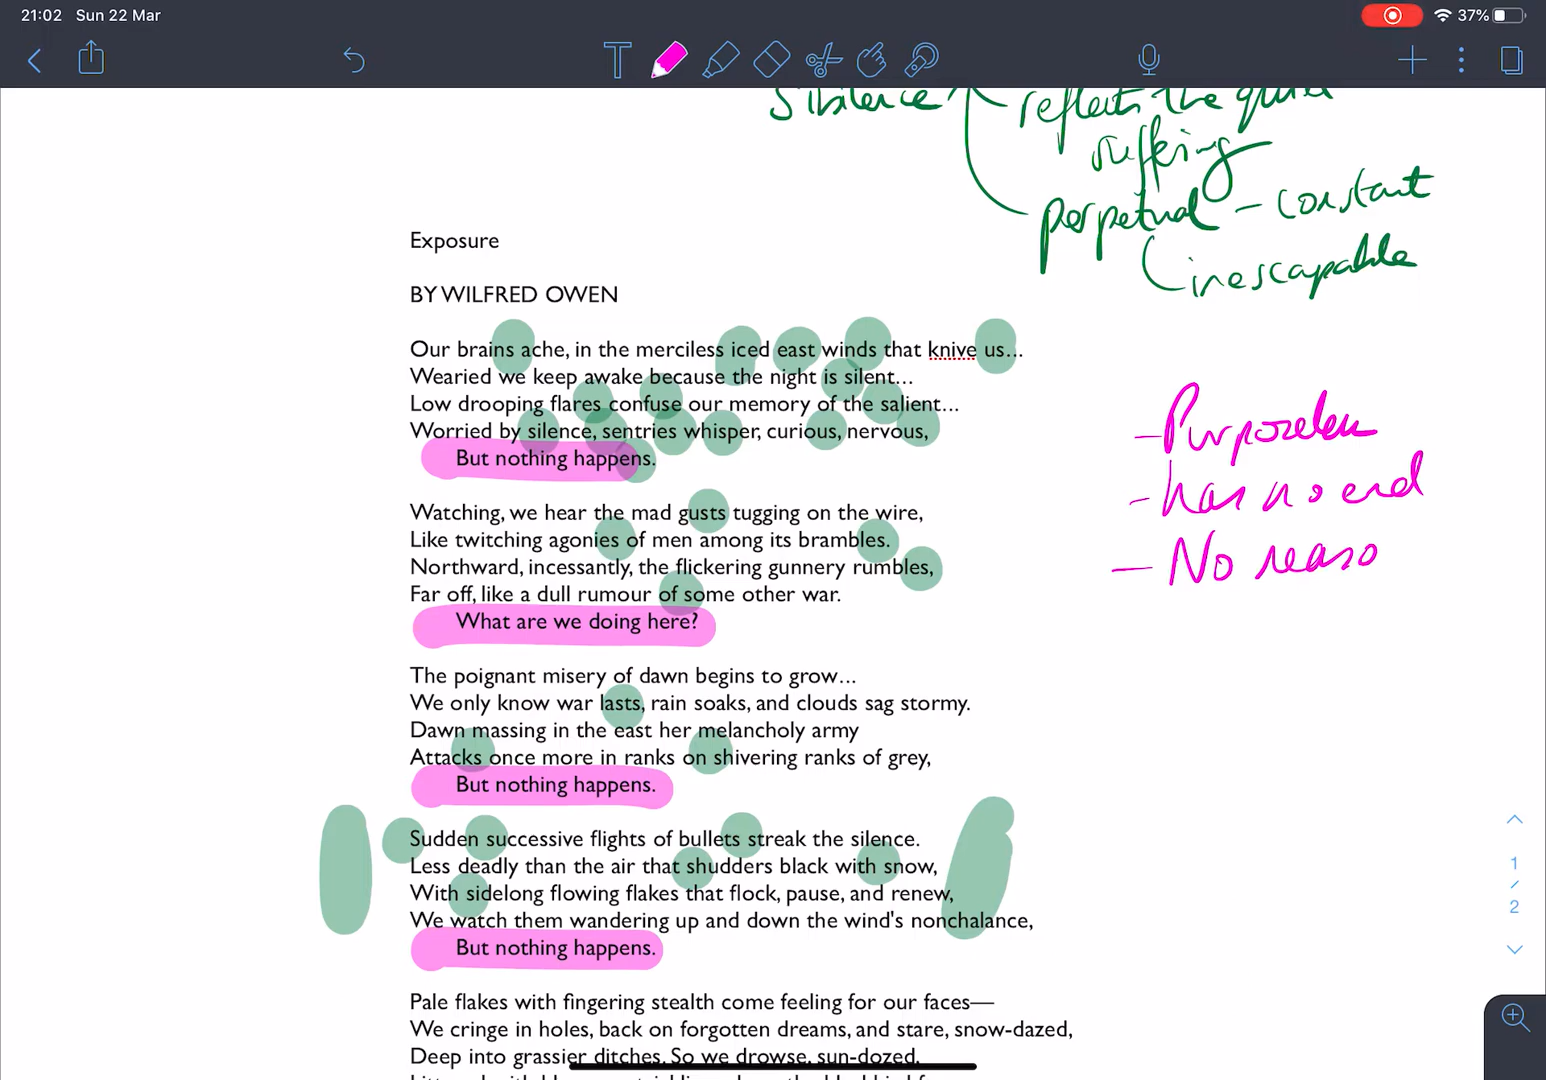 21:02 Sun 22 Mar
37%
T
Sibilence
reflects the quiet
suffering
perpetual - constant
inescapable
Exposure
BY WILFRED OWEN
Our brains ache, in the merciless iced east winds that knive us...
Wearied we keep awake because the night is silent...
Low drooping flares confuse our memory of the salient...
Worried by silence, sentries whisper, curious, nervous,
But nothing happens.
- Purposeless
- has no end
- No reaso
Watching, we hear the mad gusts tugging on the wire,
Like twitching agonies of men among its brambles.
Northward, incessantly, the flickering gunnery rumbles,
Far off, like a dull rumour of some other war.
What are we doing here?
The poignant misery of dawn begins to grow...
We only know war lasts, rain soaks, and clouds sag stormy.
Dawn massing in the east her melancholy army
Attacks once more in ranks on shivering ranks of grey,
But nothing happens.
Sudden successive flights of bullets streak the silence.
Less deadly than the air that shudders black with snow,
With sidelong flowing flakes that flock, pause, and renew,
We watch them wandering up and down the wind's nonchalance,
But nothing happens.
1
/
2
Pale flakes with fingering stealth come feeling for our faces—
We cringe in holes, back on forgotten dreams, and stare, snow-dazed,
Deep into grassier ditches. So we drowse, sun-dozed,